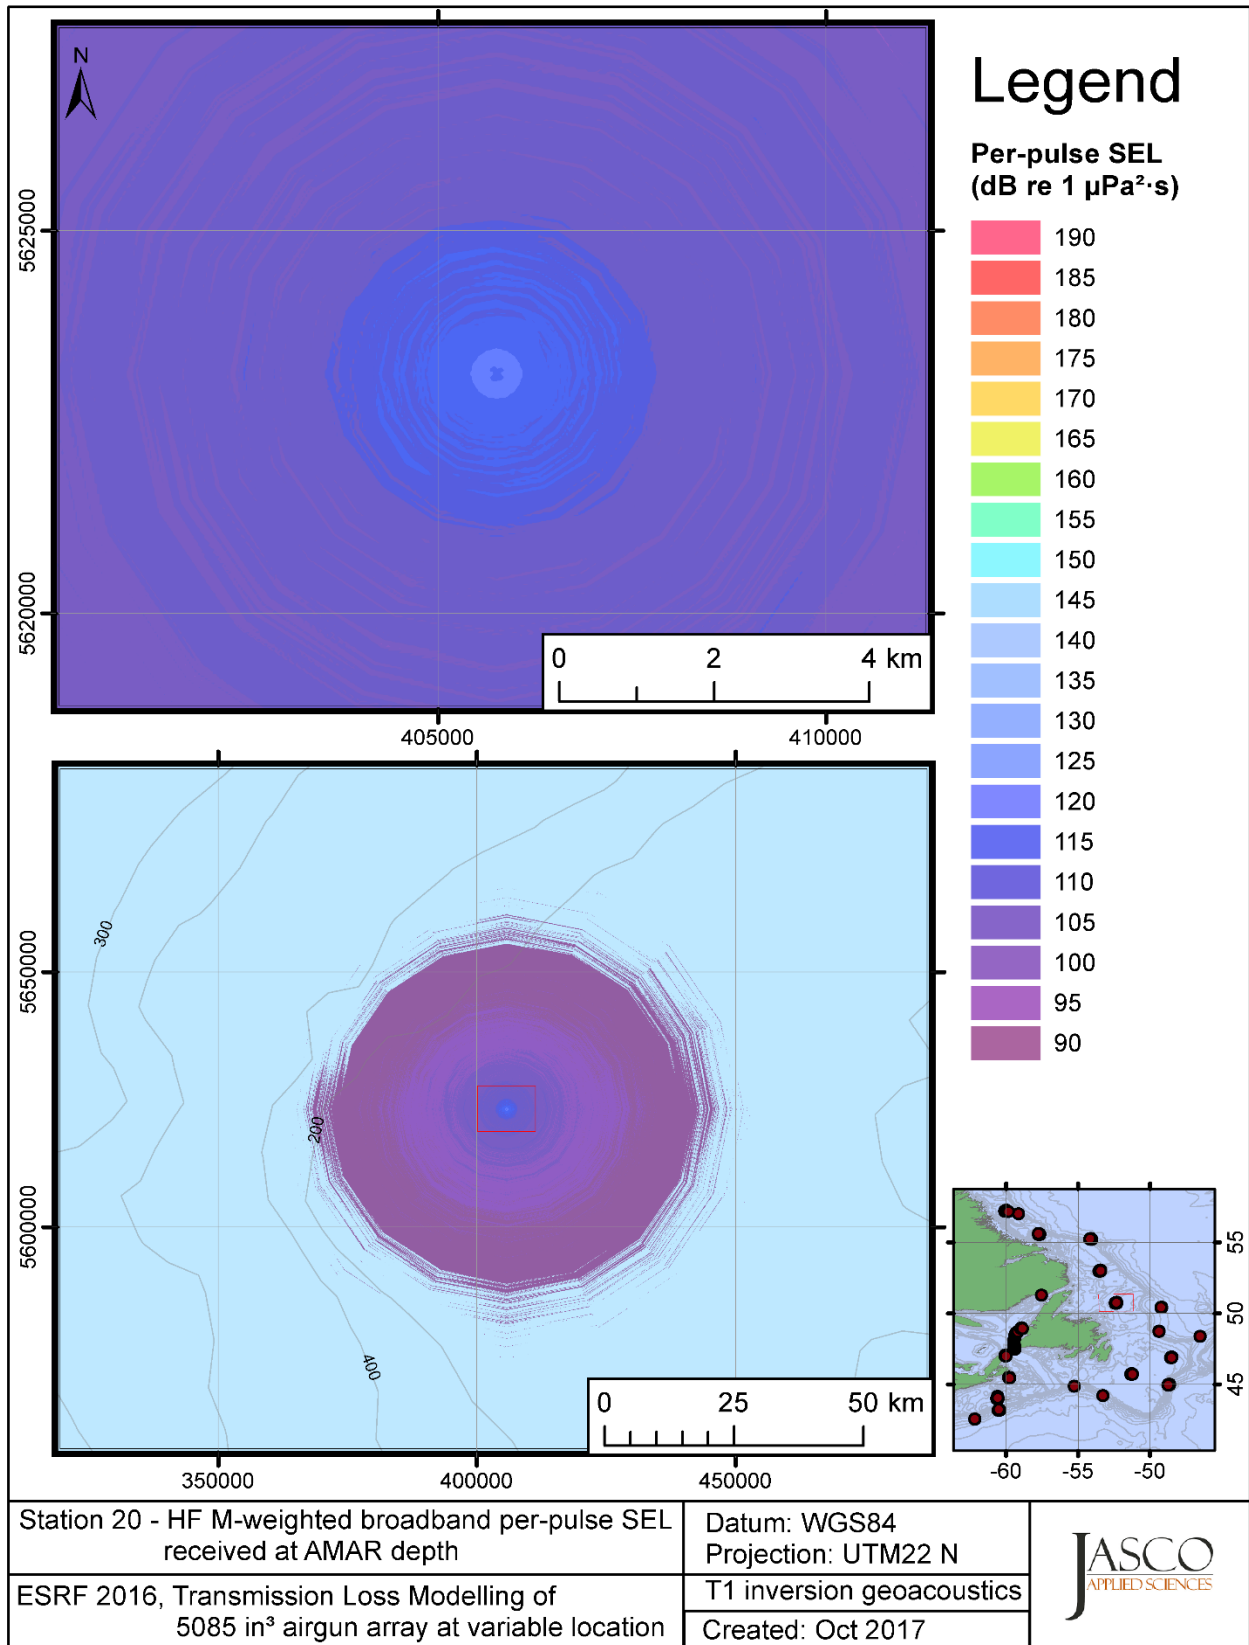 N
5625000
5620000
0 2 4 km
405000 410000
300
200
400
5650000
5600000
0 25 50 km
350000 400000 450000
Legend
Per-pulse SEL
(dB re 1 µPa²·s)
190
185
180
175
170
165
160
155
150
145
140
135
130
125
120
115
110
105
100
95
90
55
50
45
-60 -55 -50
Station 20 - HF M-weighted broadband per-pulse SEL
received at AMAR depth
ESRF 2016, Transmission Loss Modelling of
5085 in³ airgun array at variable location
Datum: WGS84
Projection: UTM22 N
T1 inversion geoacoustics
Created: Oct 2017
JASCO
APPLIED SCIENCES